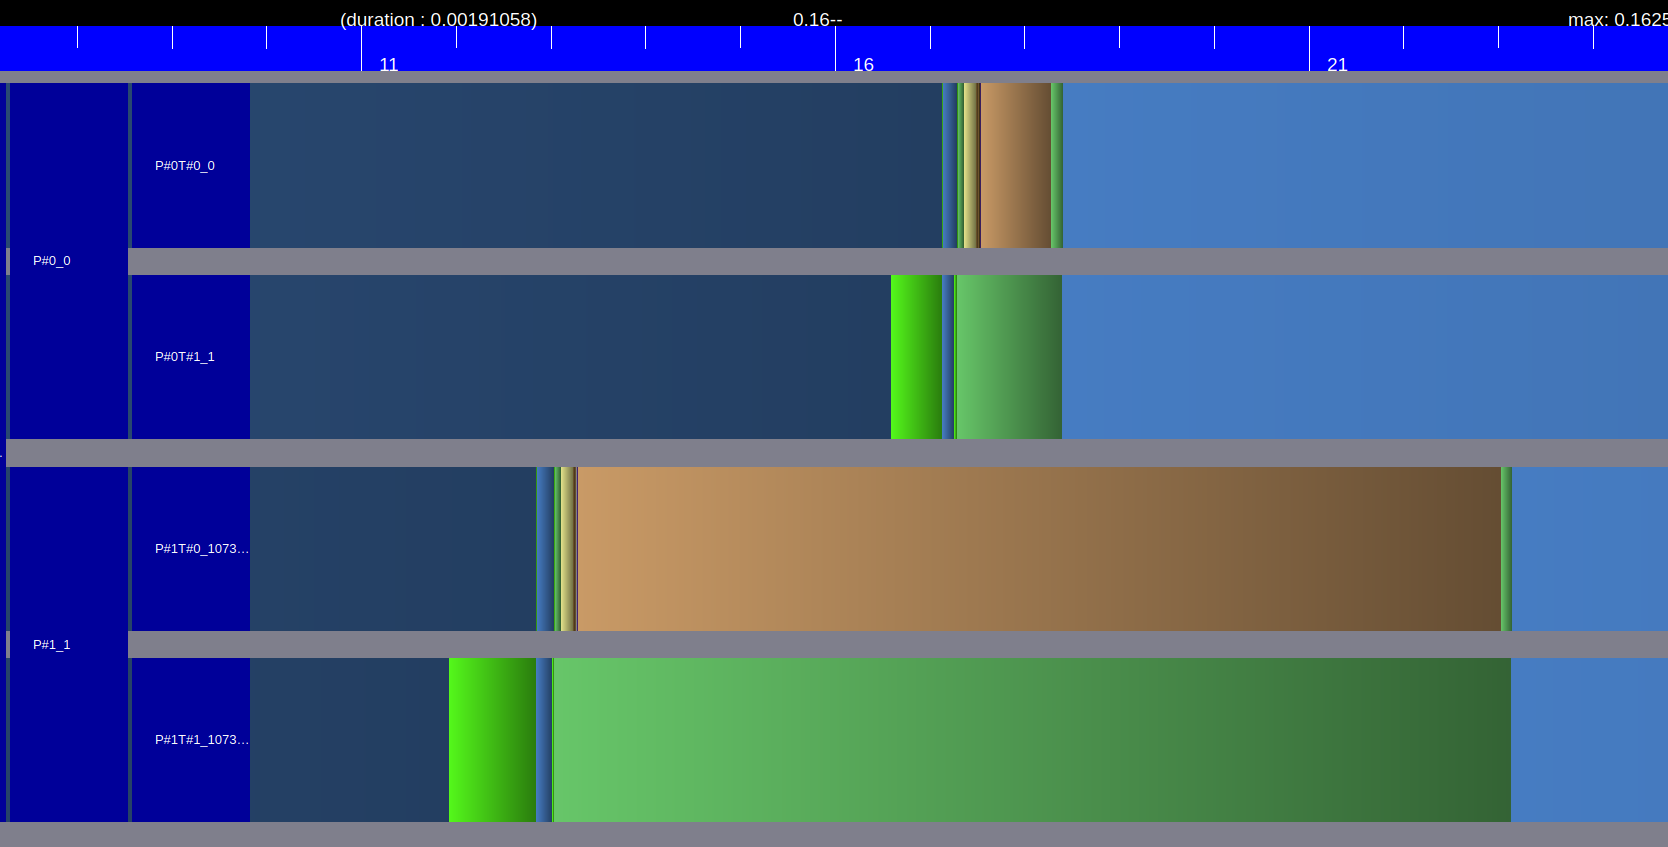 (duration : 0.00191058) 0.16-- max: 0.1625
11 16 21
P#0T#0_0
P#0_0
P#0T#1_1
P#1T#0_1073...
P#1_1
P#1T#1_1073...